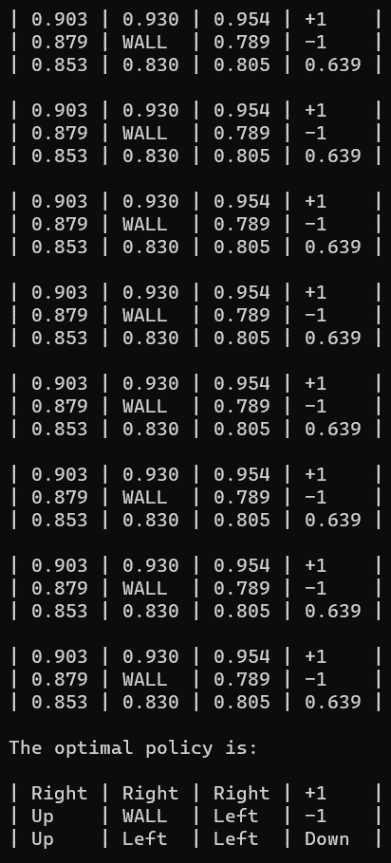 | 0.903 | 0.930 | 0.954 | +1    |
| 0.879 | WALL  | 0.789 | -1    |
| 0.853 | 0.830 | 0.805 | 0.639 |

| 0.903 | 0.930 | 0.954 | +1    |
| 0.879 | WALL  | 0.789 | -1    |
| 0.853 | 0.830 | 0.805 | 0.639 |

| 0.903 | 0.930 | 0.954 | +1    |
| 0.879 | WALL  | 0.789 | -1    |
| 0.853 | 0.830 | 0.805 | 0.639 |

| 0.903 | 0.930 | 0.954 | +1    |
| 0.879 | WALL  | 0.789 | -1    |
| 0.853 | 0.830 | 0.805 | 0.639 |

| 0.903 | 0.930 | 0.954 | +1    |
| 0.879 | WALL  | 0.789 | -1    |
| 0.853 | 0.830 | 0.805 | 0.639 |

| 0.903 | 0.930 | 0.954 | +1    |
| 0.879 | WALL  | 0.789 | -1    |
| 0.853 | 0.830 | 0.805 | 0.639 |

| 0.903 | 0.930 | 0.954 | +1    |
| 0.879 | WALL  | 0.789 | -1    |
| 0.853 | 0.830 | 0.805 | 0.639 |

| 0.903 | 0.930 | 0.954 | +1    |
| 0.879 | WALL  | 0.789 | -1    |
| 0.853 | 0.830 | 0.805 | 0.639 |

The optimal policy is:

| Right | Right | Right | +1    |
| Up    | WALL  | Left  | -1    |
| Up    | Left  | Left  | Down  |